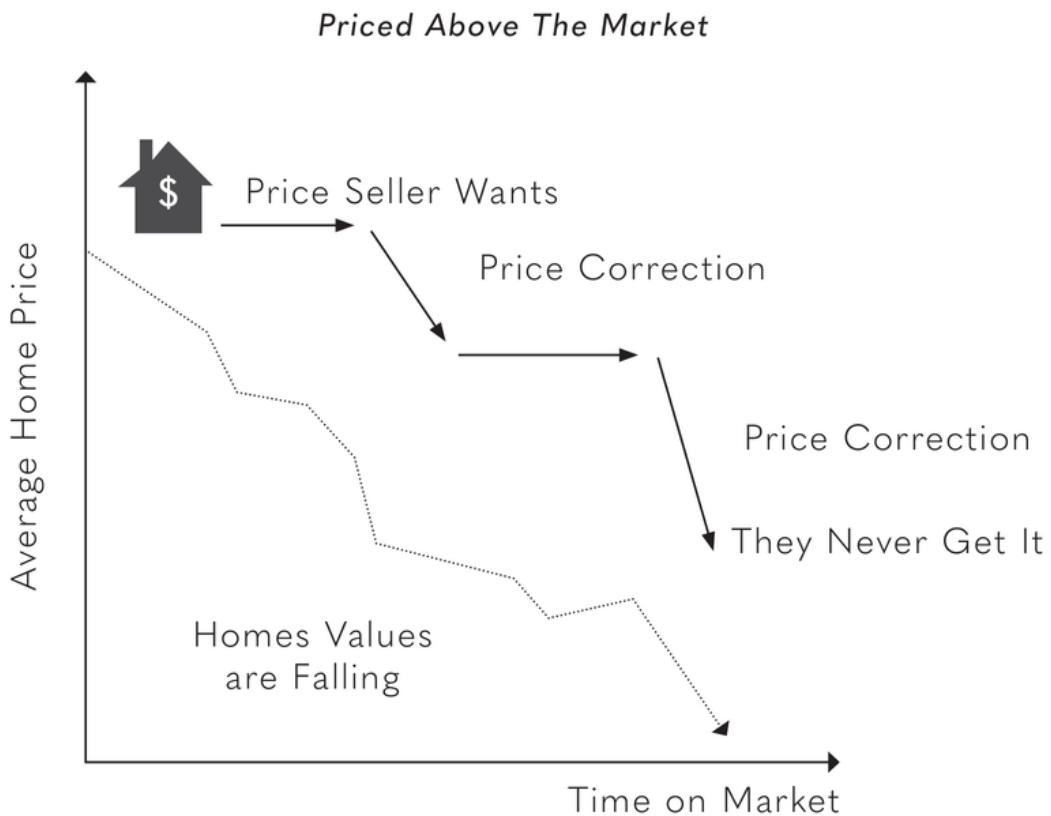 Priced Above The Market
$
Price Seller Wants
Price Correction
Price Correction
They Never Get It
Average Home Price
Homes Values
are Falling
Time on Market